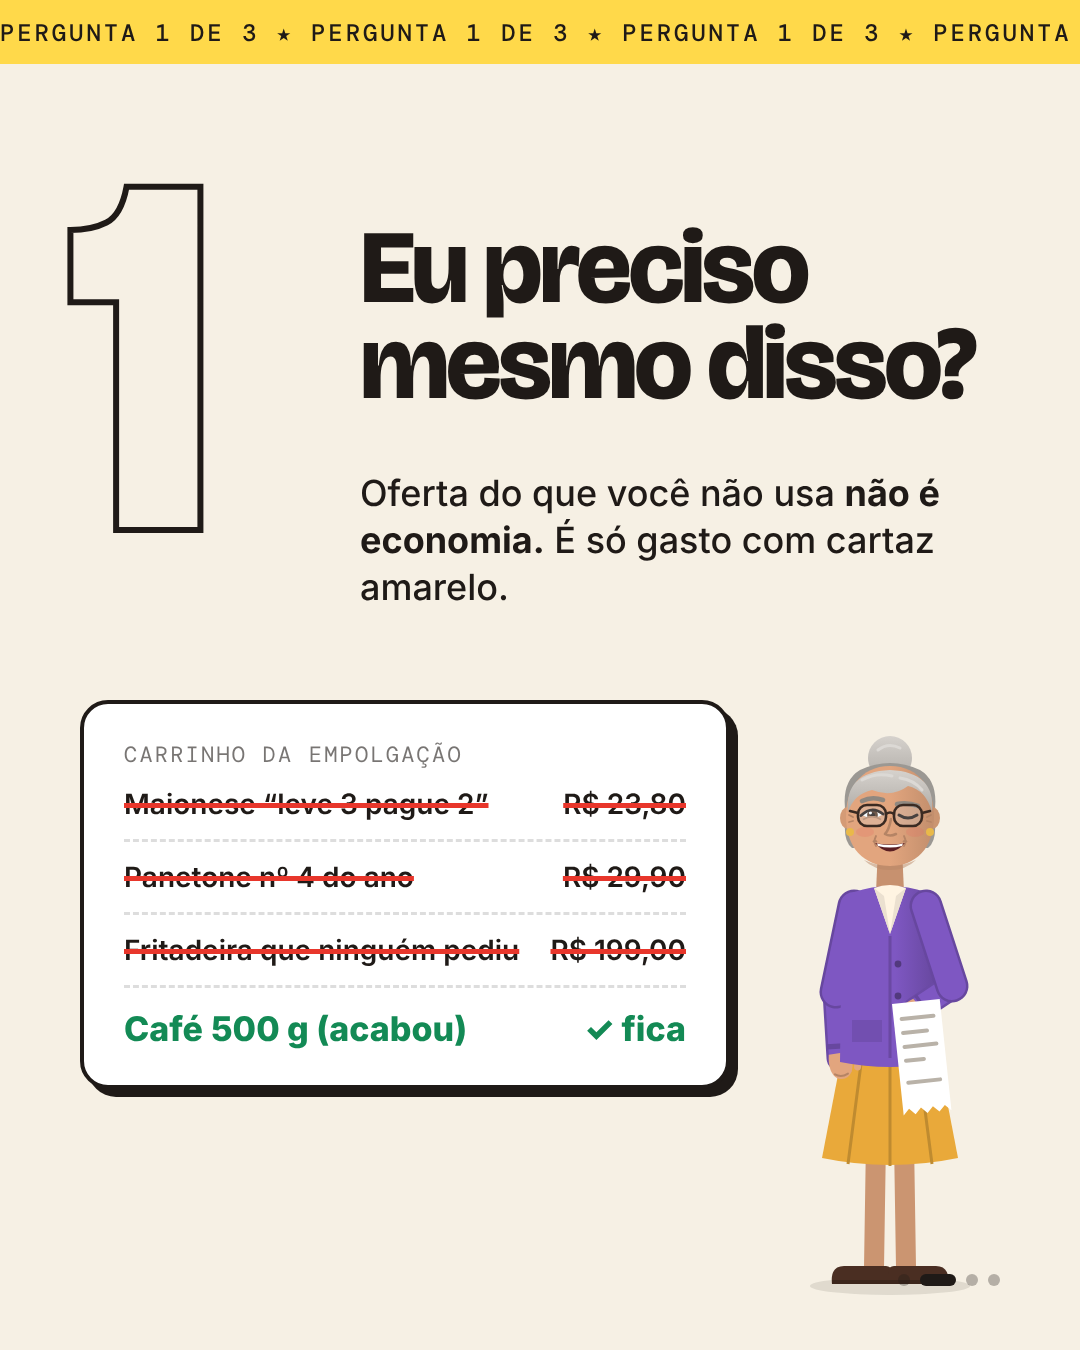 PERGUNTA 1 DE 3 ★ PERGUNTA 1 DE 3 ★ PERGUNTA 1 DE 3 ★ PERGUNTA
1
Eu preciso
mesmo disso?
Oferta do que você não usa não é
economia. É só gasto com cartaz
amarelo.
CARRINHO DA EMPOLGAÇÃO
Maionese “leve 3 pague 2” R$ 23,80
Panetone nº 4 do ano R$ 29,90
Fritadeira que ninguém pediu R$ 199,00
Café 500 g (acabou) ✓ fica